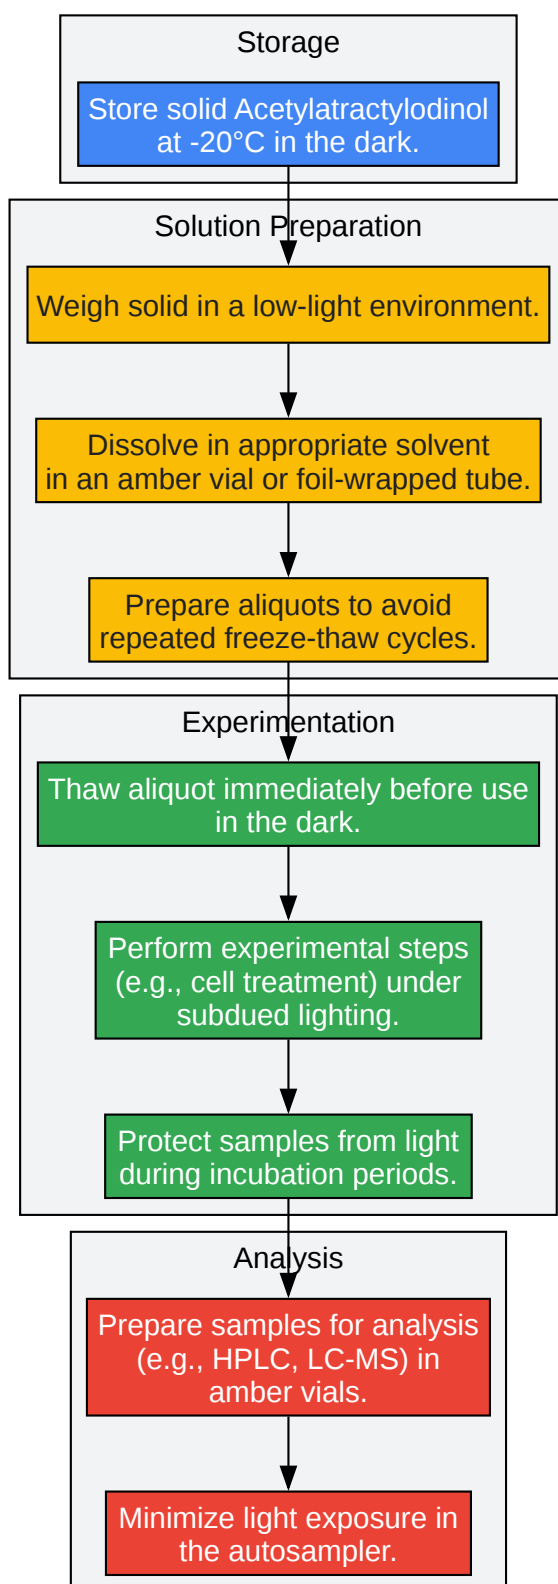 Storage
Store solid Acetylatractylodinol
at -20°C in the dark.
Solution Preparation
Weigh solid in a low-light environment.
Dissolve in appropriate solvent
in an amber vial or foil-wrapped tube.
Prepare aliquots to avoid
repeated freeze-thaw cycles.
Experimentation
Thaw aliquot immediately before use
in the dark.
Perform experimental steps
(e.g., cell treatment) under
subdued lighting.
Protect samples from light
during incubation periods.
Analysis
Prepare samples for analysis
(e.g., HPLC, LC-MS) in
amber vials.
Minimize light exposure in
the autosampler.